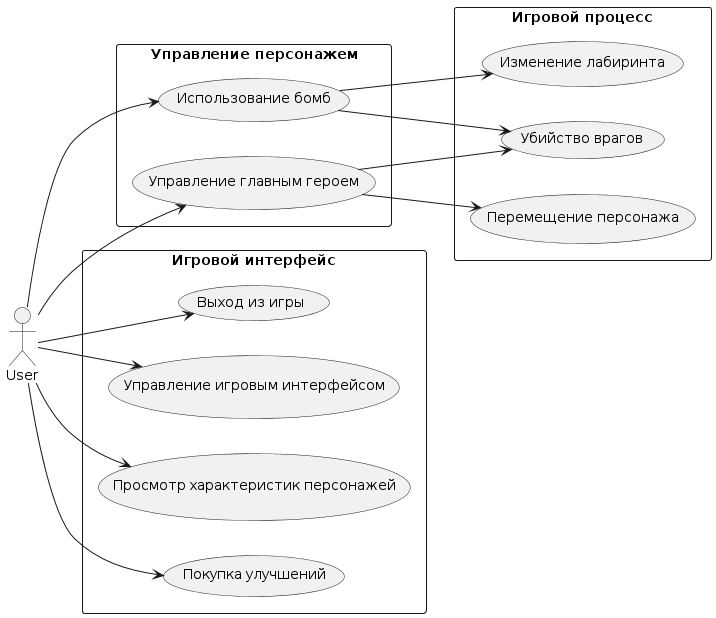 Игровой процесс
Изменение лабиринта
Убийство врагов
Перемещение персонажа
Управление персонажем
Использование бомб
Управление главным героем
Игровой интерфейс
Выход из игры
Управление игровым интерфейсом
Просмотр характеристик персонажей
Покупка улучшений
User